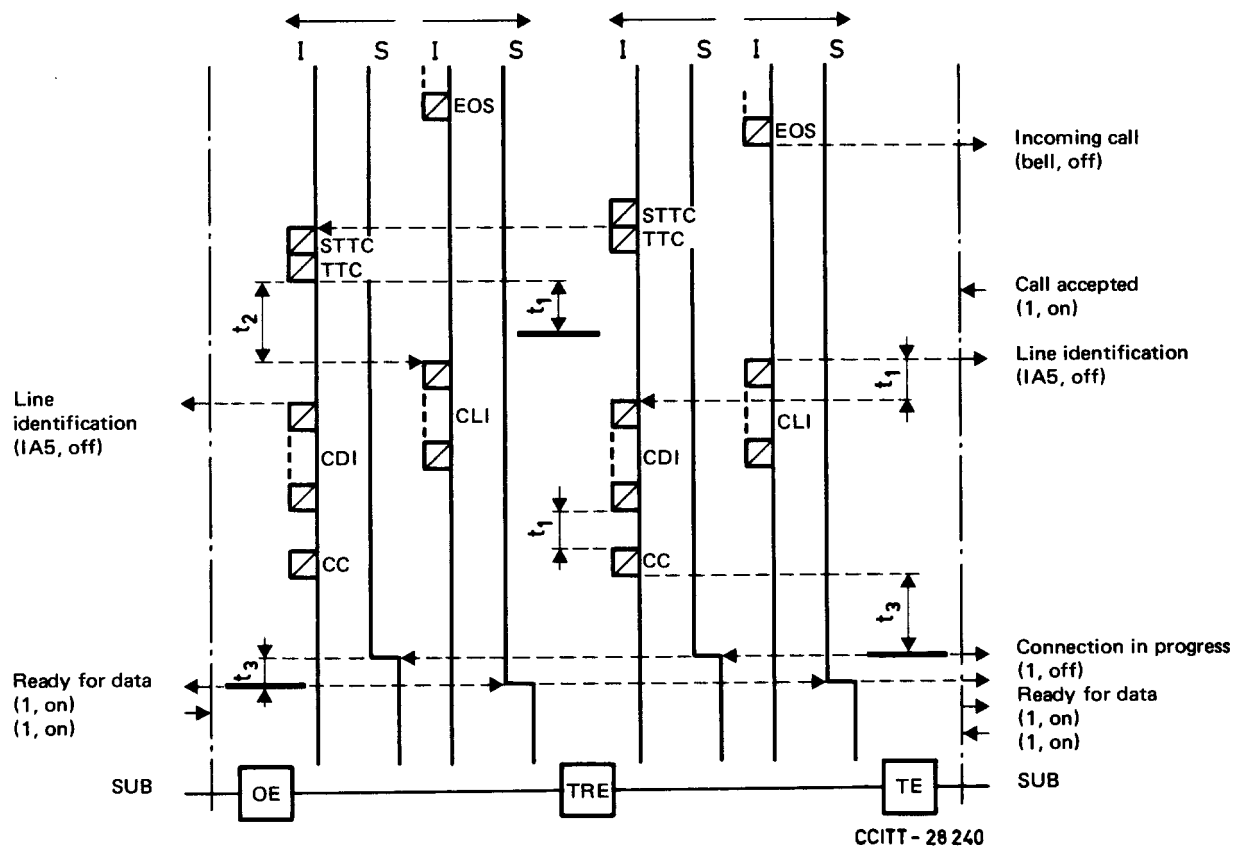 I S I S I S I S
EOS
EOS
Incoming call
(bell, off)
STTC
TTC
STTC
TTC
t2
t1
Call accepted
(1, on)
Line identification
(IA5, off)
t1
Line
identification
(IA5, off)
CLI
CLI
CDI
CDI
t1
CC
CC
t3
t3
Connection in progress
(1, off)
Ready for data
(1, on)
(1, on)
Ready for data
(1, on)
(1, on)
SUB OE TRE TE SUB
CCITT - 28 240